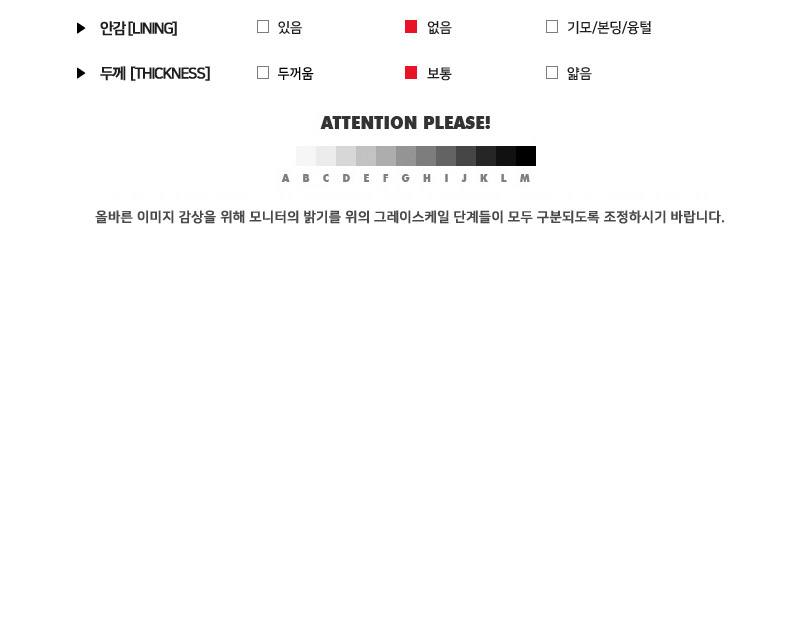 ▶ 안감 [LINING] □ 있음 ■ 없음 □ 기모/본딩/융털
▶ 두께 [THICKNESS] □ 두꺼움 ■ 보통 □ 얇음
ATTENTION PLEASE!
A B C D E F G H I J K L M
올바른 이미지 감상을 위해 모니터의 밝기를 위의 그레이스케일 단계들이 모두 구분되도록 조정하시기 바랍니다.